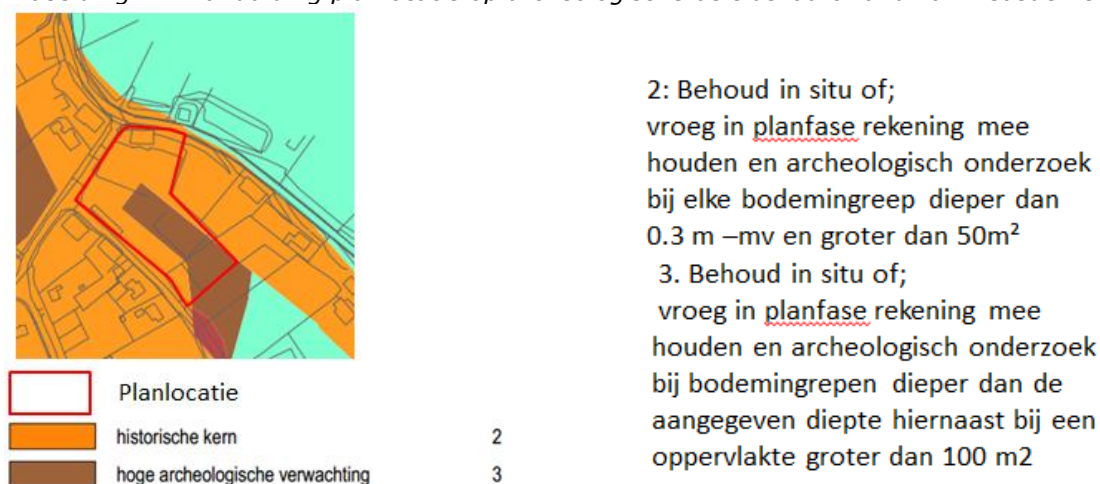 2: Behoud in situ of;
vroeg in planfase rekening mee
houden en archeologisch onderzoek
bij elke bodemingreep dieper dan
0.3 m –mv en groter dan 50m²
3. Behoud in situ of;
vroeg in planfase rekening mee
houden en archeologisch onderzoek
bij bodemingrepen dieper dan de
aangegeven diepte hiernaast bij een
oppervlakte groter dan 100 m2
Planlocatie
historische kern 2
hoge archeologische verwachting 3